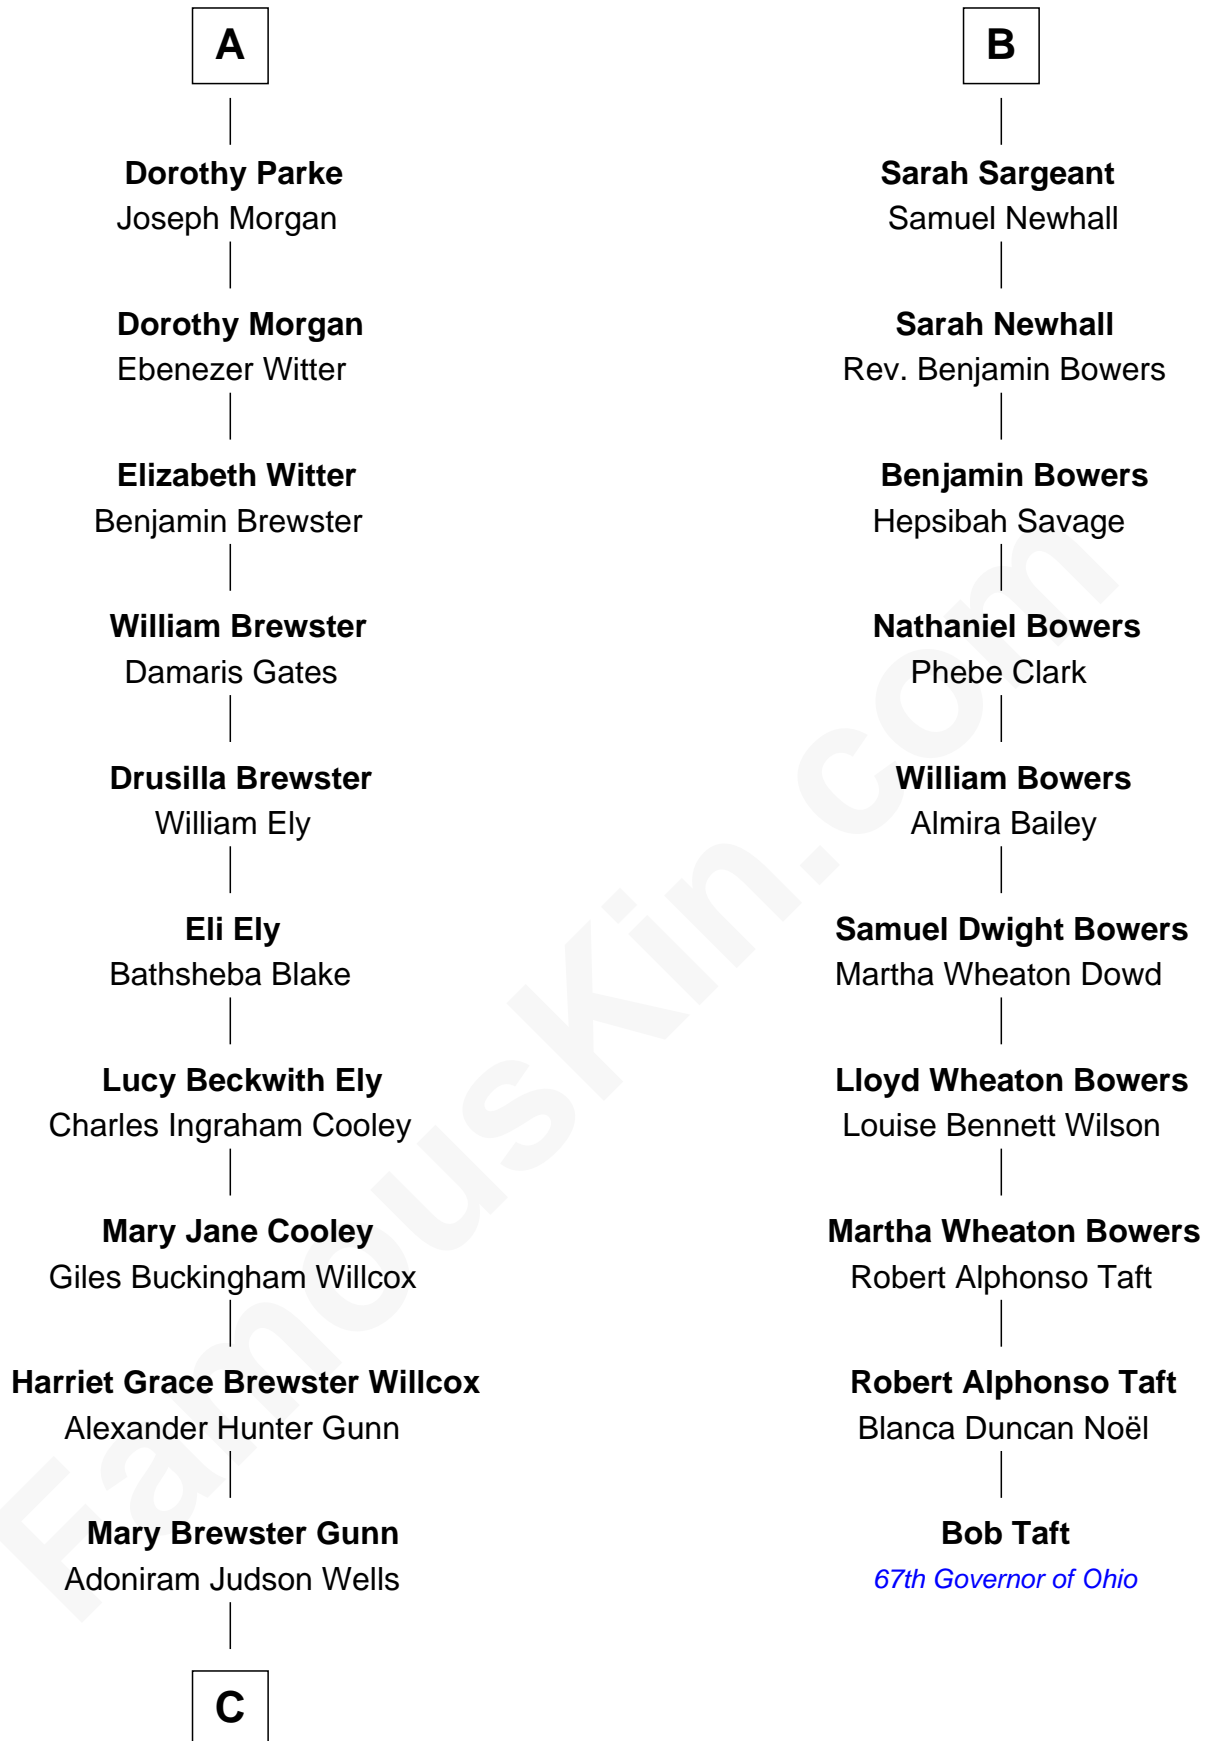 A
Dorothy Parke
Joseph Morgan
Dorothy Morgan
Ebenezer Witter
Elizabeth Witter
Benjamin Brewster
William Brewster
Damaris Gates
Drusilla Brewster
William Ely
Eli Ely
Bathsheba Blake
Lucy Beckwith Ely
Charles Ingraham Cooley
Mary Jane Cooley
Giles Buckingham Willcox
Harriet Grace Brewster Willcox
Alexander Hunter Gunn
Mary Brewster Gunn
Adoniram Judson Wells
C
B
Sarah Sargeant
Samuel Newhall
Sarah Newhall
Rev. Benjamin Bowers
Benjamin Bowers
Hepsibah Savage
Nathaniel Bowers
Phebe Clark
William Bowers
Almira Bailey
Samuel Dwight Bowers
Martha Wheaton Dowd
Lloyd Wheaton Bowers
Louise Bennett Wilson
Martha Wheaton Bowers
Robert Alphonso Taft
Robert Alphonso Taft
Blanca Duncan Noël
Bob Taft
67th Governor of Ohio
FamousKin.com